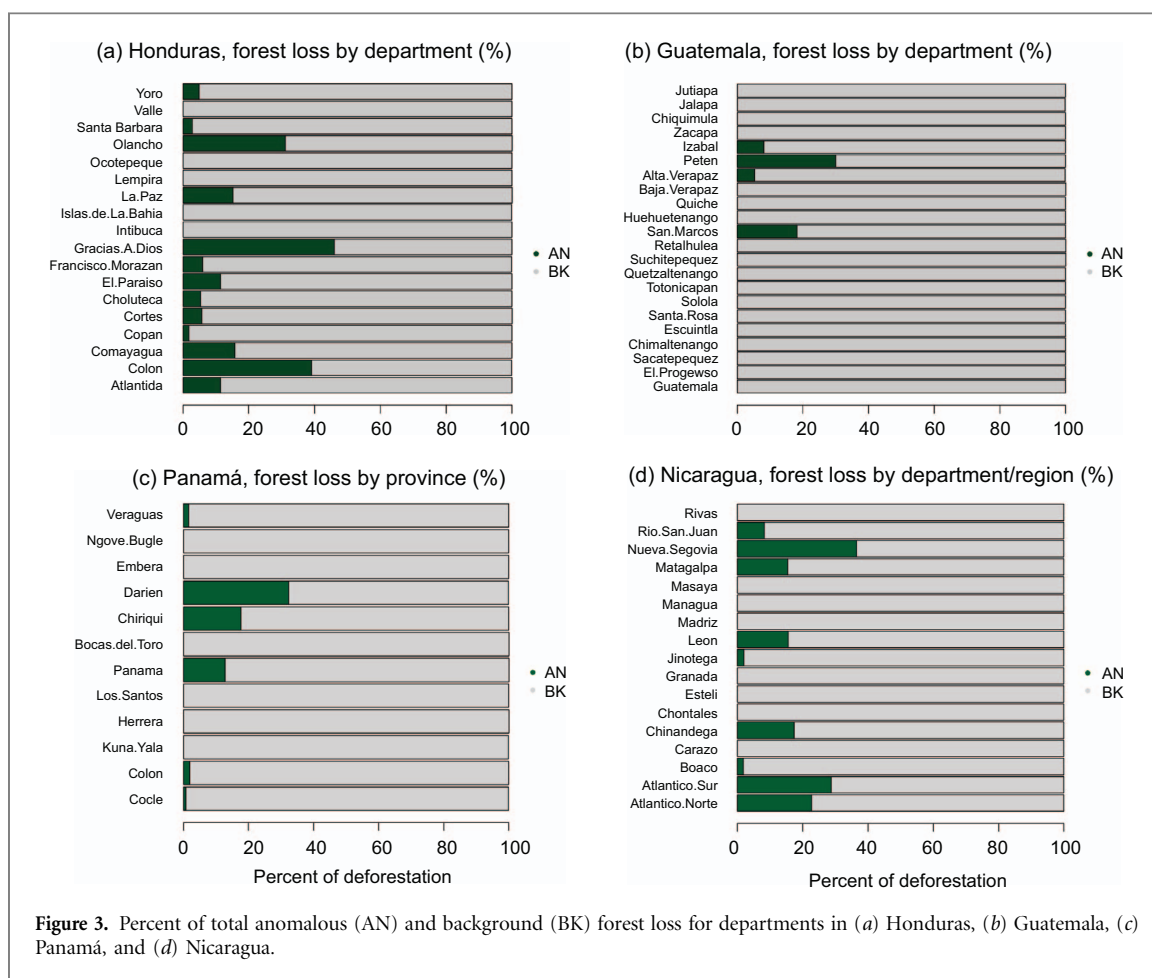 (a) Honduras, forest loss by department (%)
Yoro
Valle
Santa Barbara
Olancho
Ocotepeque
Lempira
La.Paz
Islas.de.La.Bahia
Intibuca
Gracias.A.Dios
Francisco.Morazan
El.Paraiso
Choluteca
Cortes
Copan
Comayagua
Colon
Atlantida
AN
BK
0 20 40 60 80 100
(b) Guatemala, forest loss by department (%)
Jutiapa
Jalapa
Chiquimula
Zacapa
Izabal
Peten
Alta.Verapaz
Baja.Verapaz
Quiche
Huehuetenango
San.Marcos
Retalhulea
Suchitepequez
Quetzaltenango
Totonicapan
Solola
Santa.Rosa
Escuintla
Chimaltenango
Sacatepequez
El.Progewso
Guatemala
AN
BK
0 20 40 60 80 100
(c) Panamá, forest loss by province (%)
Veraguas
Ngove.Bugle
Embera
Darien
Chiriqui
Bocas.del.Toro
Panama
Los.Santos
Herrera
Kuna.Yala
Colon
Cocle
AN
BK
0 20 40 60 80 100
Percent of deforestation
(d) Nicaragua, forest loss by department/region (%)
Rivas
Rio.San.Juan
Nueva.Segovia
Matagalpa
Masaya
Managua
Madriz
Leon
Jinotega
Granada
Esteli
Chontales
Chinandega
Carazo
Boaco
Atlantico.Sur
Atlantico.Norte
AN
BK
0 20 40 60 80 100
Percent of deforestation
Figure 3. Percent of total anomalous (AN) and background (BK) forest loss for departments in (a) Honduras, (b) Guatemala, (c)
Panamá, and (d) Nicaragua.